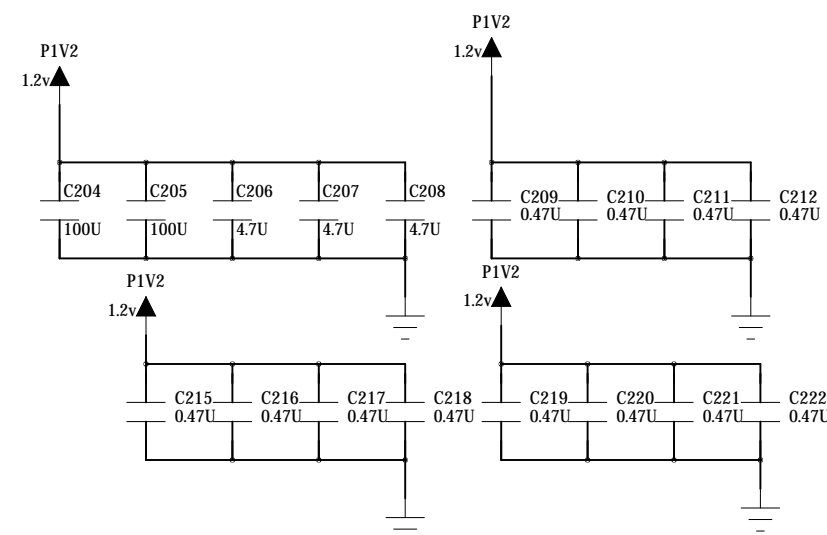 P1V2
1.2v
C204
100U
C205
100U
C206
4.7U
C207
4.7U
C208
4.7U
P1V2
1.2v
C209
0.47U
C210
0.47U
C211
0.47U
C212
0.47U
P1V2
1.2v
C215
0.47U
C216
0.47U
C217
0.47U
C218
0.47U
P1V2
1.2v
C219
0.47U
C220
0.47U
C221
0.47U
C222
0.47U